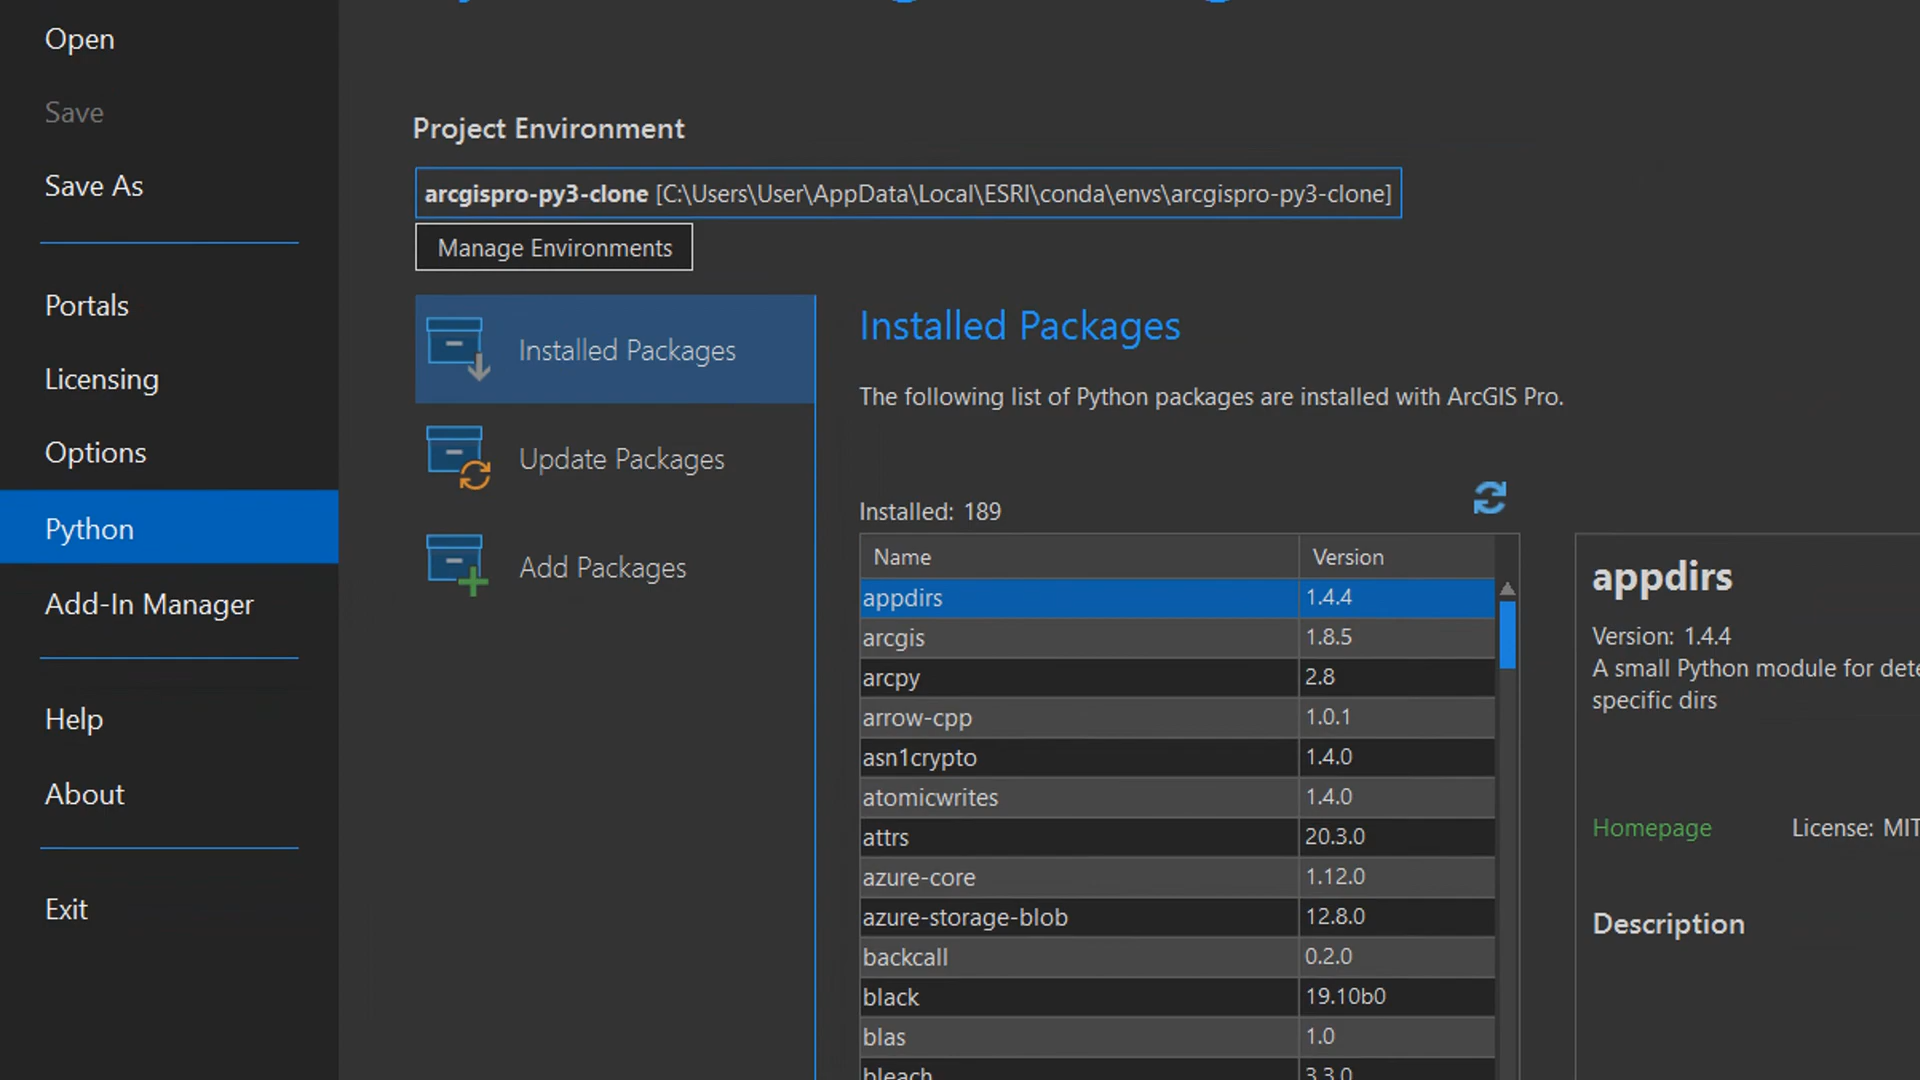 Open
Save
Save As
Portals
Licensing
Options
Python
Add-In Manager
Help
About
Exit
Project Environment
arcgispro-py3-clone [C:\Users\User\AppData\Local\ESRI\conda\envs\arcgispro-py3-clone]
Manage Environments
Installed Packages
Update Packages
Add Packages
Installed Packages
The following list of Python packages are installed with ArcGIS Pro.
Installed: 189
Name Version
appdirs 1.4.4
arcgis 1.8.5
arcpy 2.8
arrow-cpp 1.0.1
asn1crypto 1.4.0
atomicwrites 1.4.0
attrs 20.3.0
azure-core 1.12.0
azure-storage-blob 12.8.0
backcall 0.2.0
black 19.10b0
blas 1.0
bleach 3.3.0
appdirs
Version: 1.4.4
A small Python module for dete
specific dirs
Homepage License: MIT
Description